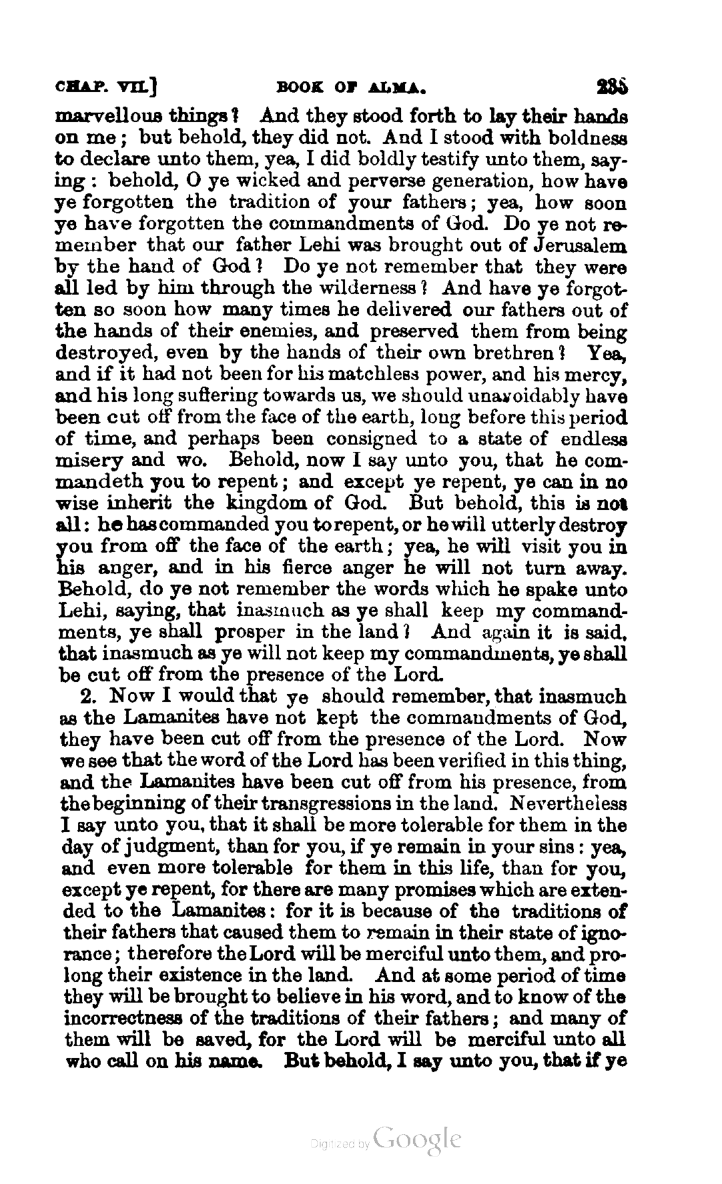 CHAP. VII.] BOOK OF ALMA. 235
marvellous things? And they stood forth to lay their hands
on me; but behold, they did not. And I stood with boldness
to declare unto them, yea, I did boldly testify unto them, say-
ing: behold, O ye wicked and perverse generation, how have
ye forgotten the tradition of your fathers; yea, how soon
ye have forgotten the commandments of God. Do ye not re-
member that our father Lehi was brought out of Jerusalem
by the hand of God? Do ye not remember that they were
all led by him through the wilderness? And have ye forgot-
ten so soon how many times he delivered our fathers out of
the hands of their enemies, and preserved them from being
destroyed, even by the hands of their own brethren? Yea,
and if it had not been for his matchless power, and his mercy,
and his long suffering towards us, we should unavoidably have
been cut off from the face of the earth, long before this period
of time, and perhaps been consigned to a state of endless
misery and wo. Behold, now I say unto you, that he com-
mandeth you to repent; and except ye repent, ye can in no
wise inherit the kingdom of God. But behold, this is not
all: he has commanded you to repent, or he will utterly destroy
you from off the face of the earth; yea, he will visit you in
his anger, and in his fierce anger he will not turn away.
Behold, do ye not remember the words which he spake unto
Lehi, saying, that inasmuch as ye shall keep my command-
ments, ye shall prosper in the land? And again it is said,
that inasmuch as ye will not keep my commandments, ye shall
be cut off from the presence of the Lord.
2. Now I would that ye should remember, that inasmuch
as the Lamanites have not kept the commandments of God,
they have been cut off from the presence of the Lord. Now
we see that the word of the Lord has been verified in this thing,
and the Lamanites have been cut off from his presence, from
the beginning of their transgressions in the land. Nevertheless
I say unto you, that it shall be more tolerable for them in the
day of judgment, than for you, if ye remain in your sins: yea,
and even more tolerable for them in this life, than for you,
except ye repent, for there are many promises which are exten-
ded to the Lamanites: for it is because of the traditions of
their fathers that caused them to remain in their state of igno-
rance; therefore the Lord will be merciful unto them, and pro-
long their existence in the land. And at some period of time
they will be brought to believe in his word, and to know of the
incorrectness of the traditions of their fathers; and many of
them will be saved, for the Lord will be merciful unto all
who call on his name. But behold, I say unto you, that if ye
Digitized by Google